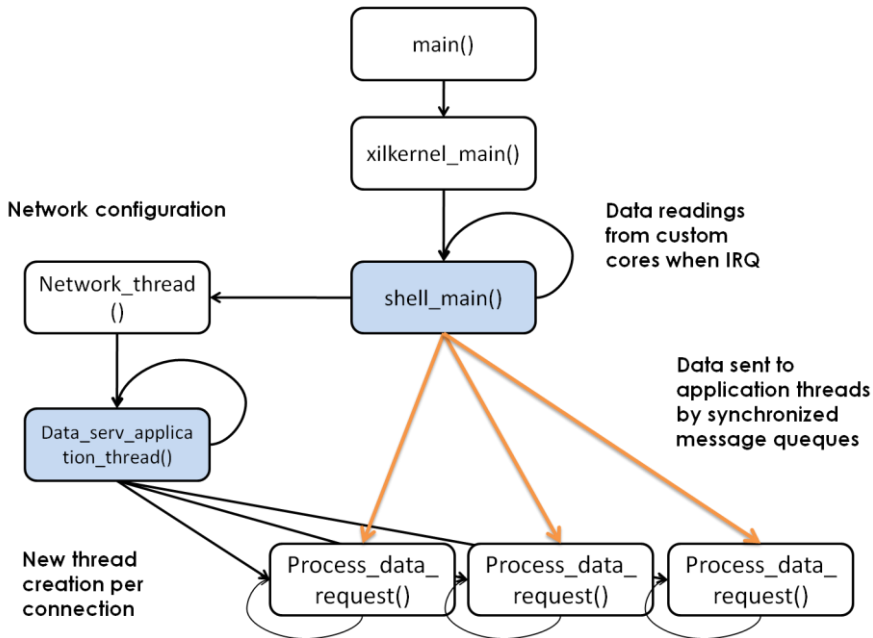 main()
xilkernel_main()
Network configuration
Data readings
from custom
cores when IRQ
Network_thread
()
shell_main()
Data sent to
application threads
by synchronized
message queques
Data_serv_applica
tion_thread()
New thread
creation per
connection
Process_data_
request()
Process_data_
request()
Process_data_
request()